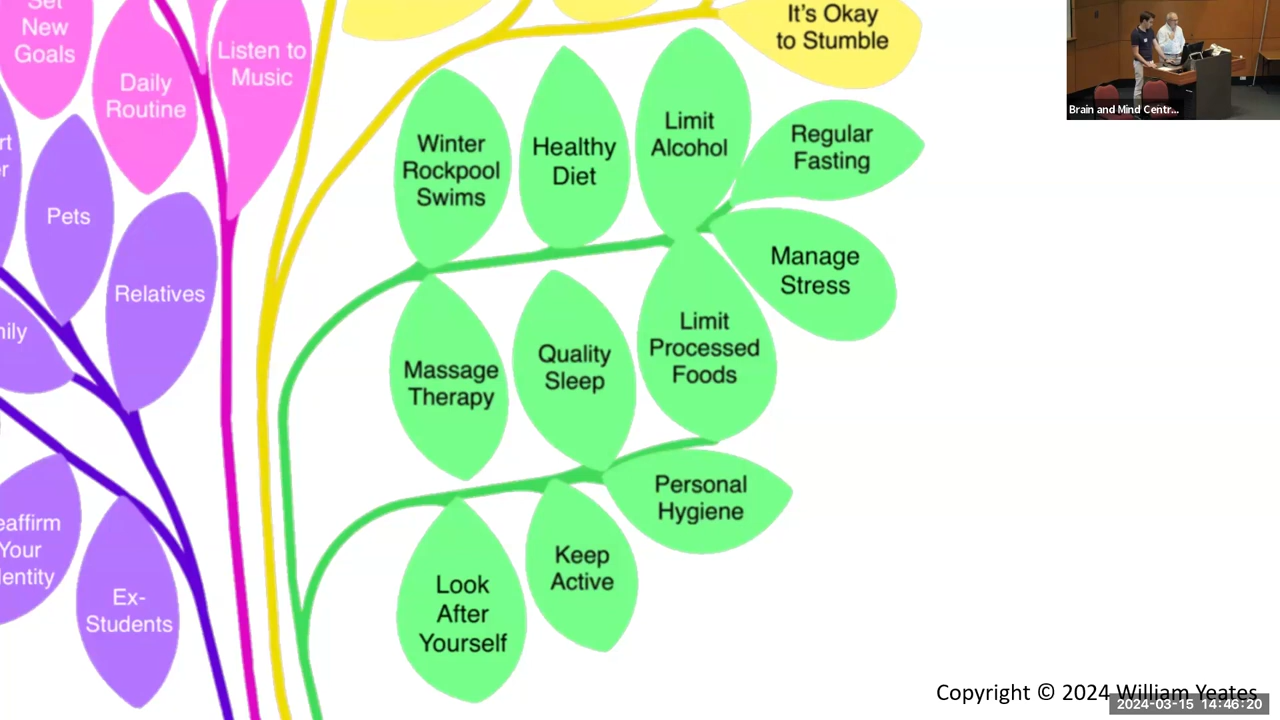 Set
New
Goals
Daily
Routine
Listen to
Music
It's Okay
to Stumble
Pets
Relatives
Ex-
Students
Your
Winter
Rockpool
Swims
Healthy
Diet
Limit
Alcohol
Regular
Fasting
Manage
Stress
Massage
Therapy
Quality
Sleep
Limit
Processed
Foods
Personal
Hygiene
Keep
Active
Look
After
Yourself
Brain and Mind Centr...
Copyright © 2024 William Yeates
2024-03-15 14:46:20